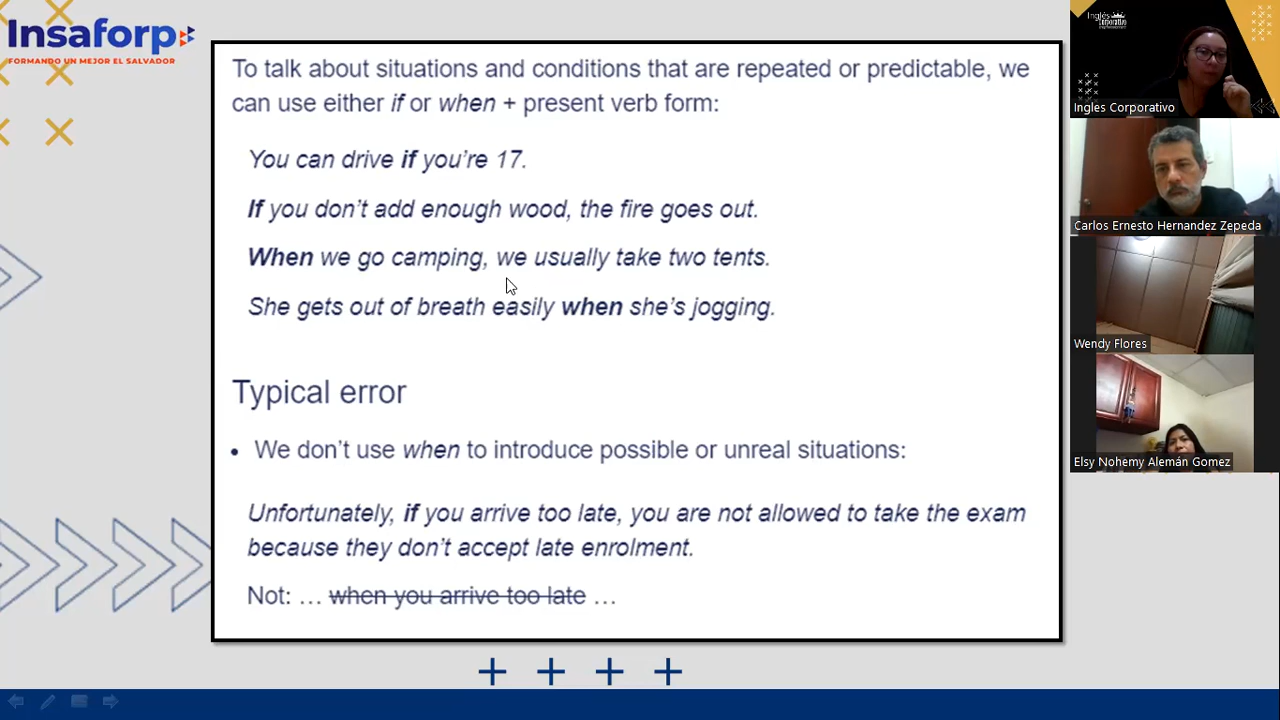 Insaforp
FORMANDO UN MEJOR EL SALVADOR
To talk about situations and conditions that are repeated or predictable, we
can use either if or when + present verb form:
You can drive if you're 17.
If you don't add enough wood, the fire goes out.
When we go camping, we usually take two tents.
She gets out of breath easily when she's jogging.
Typical error
• We don't use when to introduce possible or unreal situations:
Unfortunately, if you arrive too late, you are not allowed to take the exam
because they don't accept late enrolment.
Not: … when you arrive too late …
Inglés
Corporativo
Ingles Corporativo
Carlos Ernesto Hernandez Zepeda
Wendy Flores
Elsy Nohemy Alemán Gomez